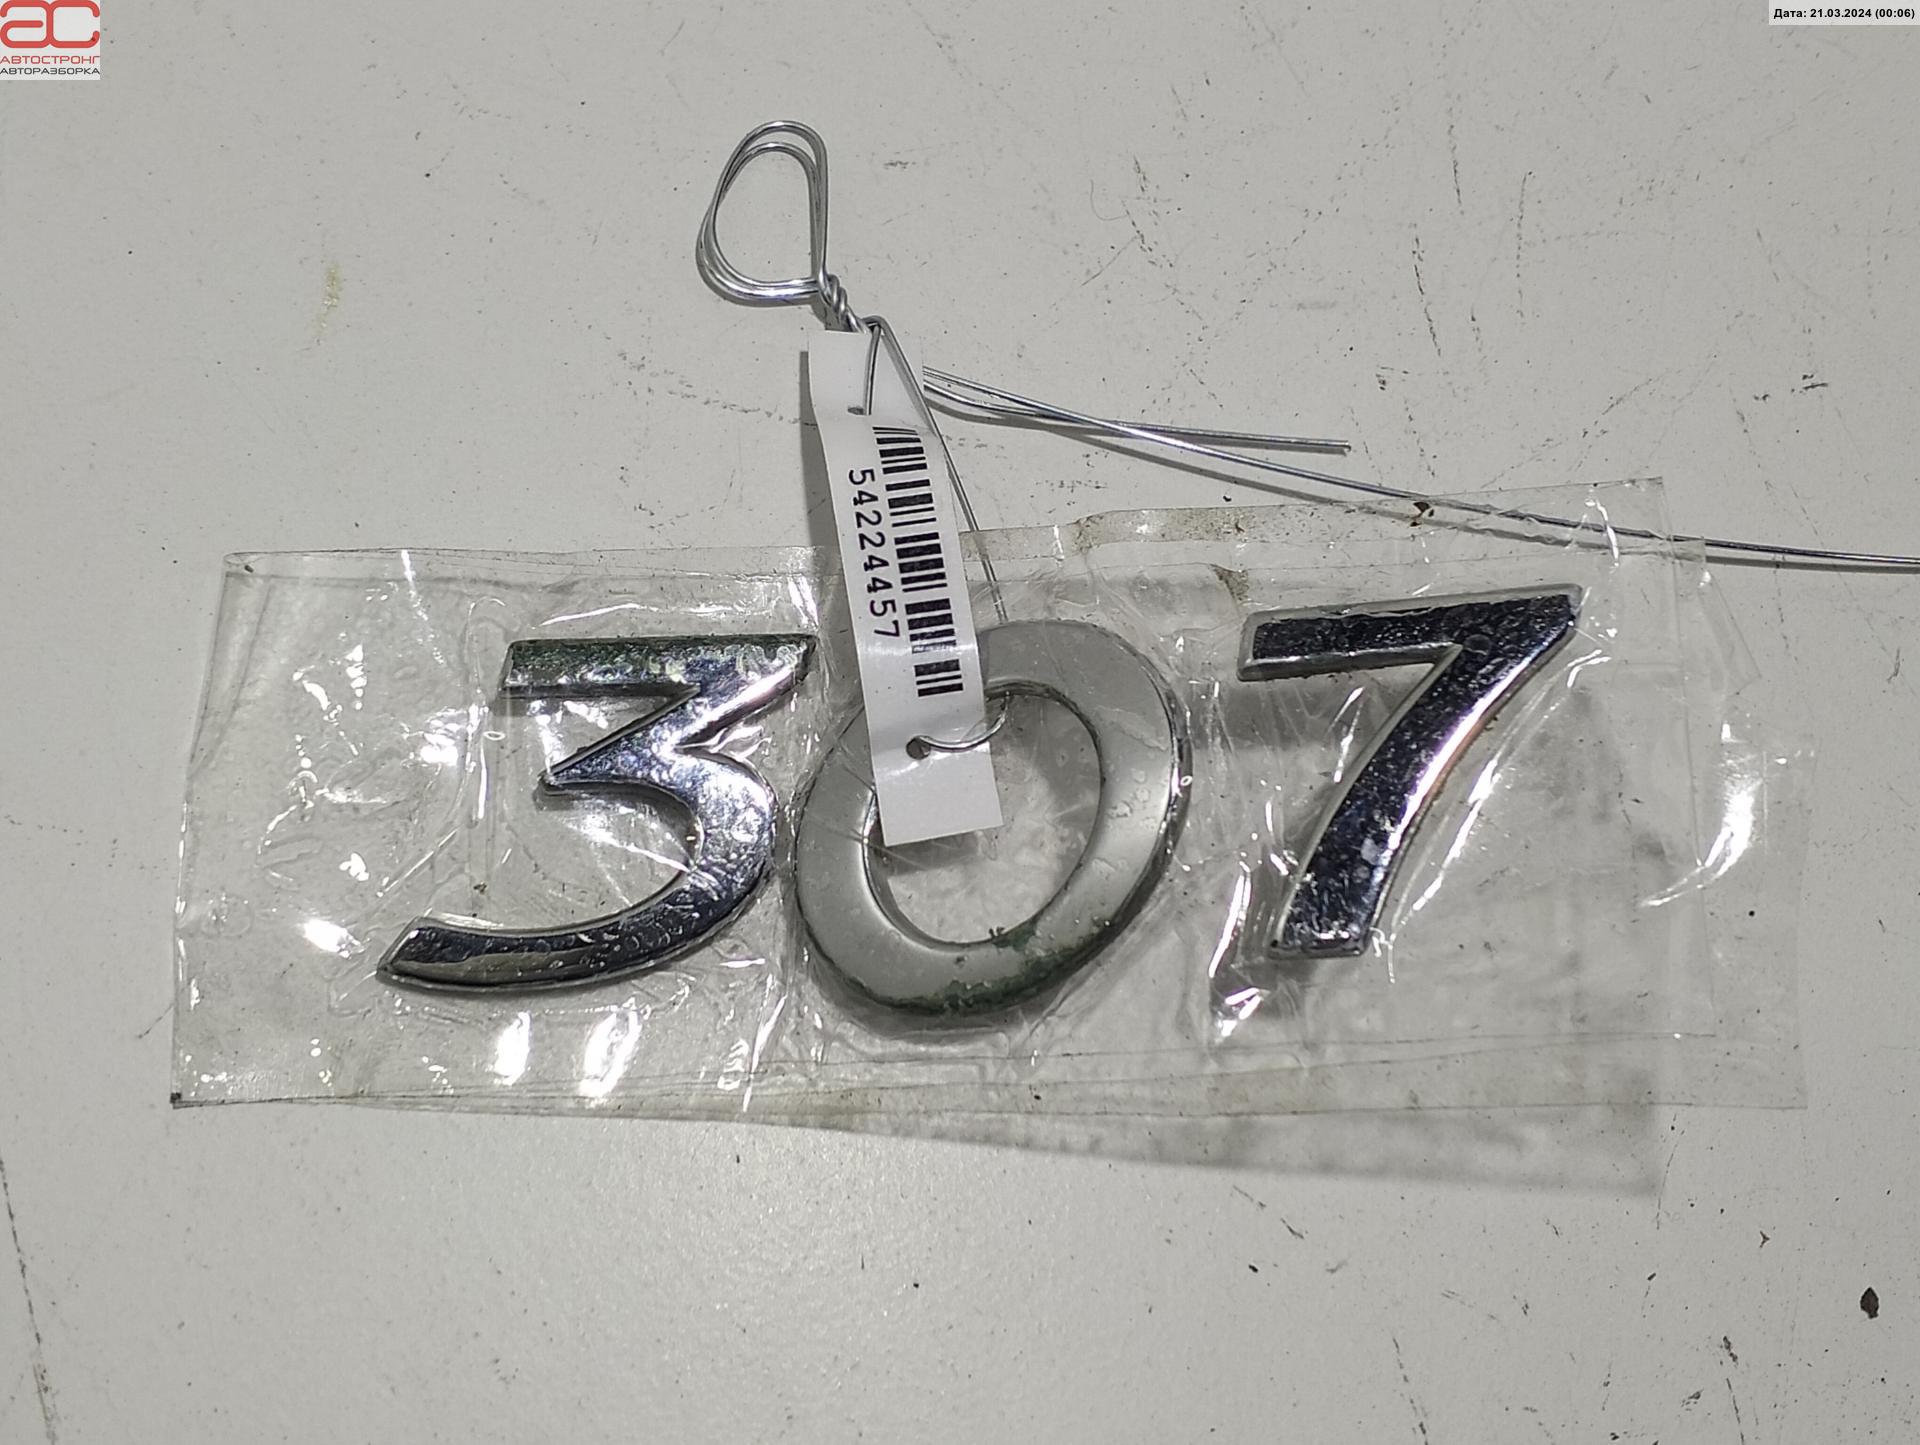 АС
АВТОСТРОНГ
АВТОРАЗБОРКА
Дата: 21.03.2024 (00:06)
54224457
307